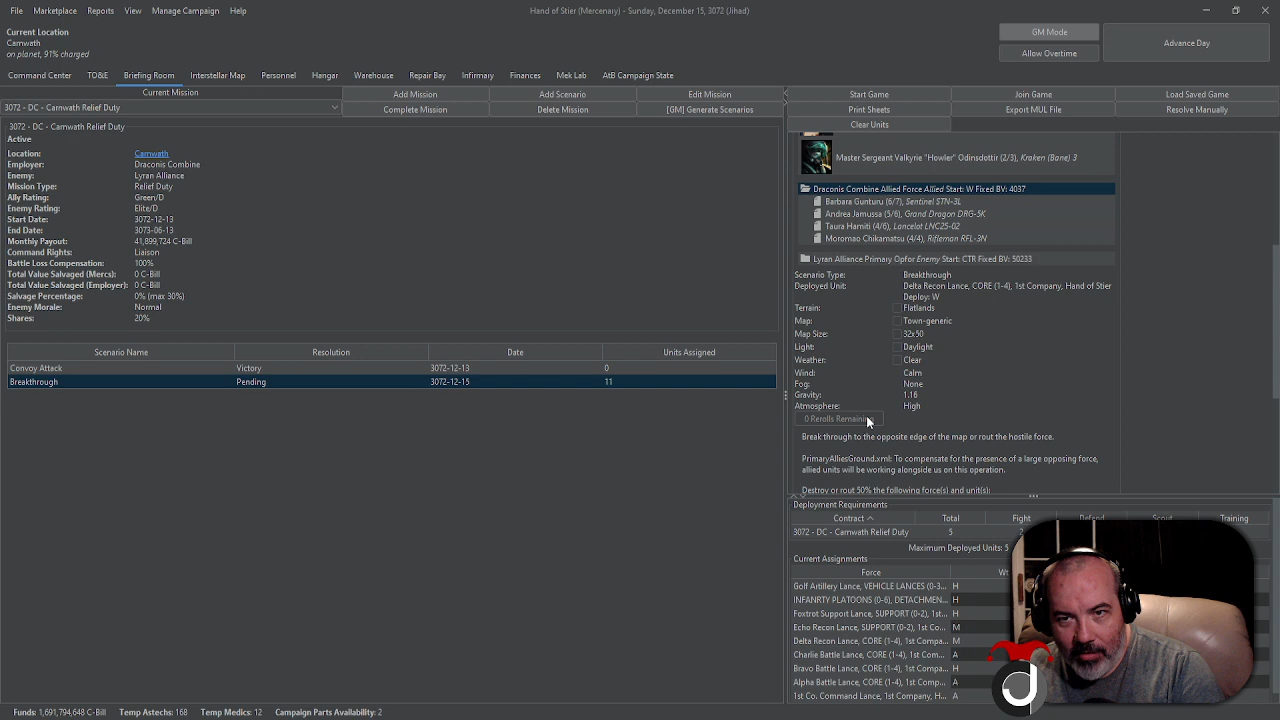 File Marketplace Reports View Manage Campaign Help
Hand of Stier (Mercenary) - Sunday, December 15, 3072 (Jihad)
Current Location
Carnwath
on planet, 91% charged
GM Mode
Allow Overtime
Advance Day
Command Center TO&E Briefing Room Interstellar Map Personnel Hangar Warehouse Repair Bay Infirmary Finances Mek Lab AtB Campaign State
Current Mission
3072 - DC - Carnwath Relief Duty
Add Mission Add Scenario Edit Mission
Complete Mission Delete Mission [GM] Generate Scenarios
3072 - DC - Carnwath Relief Duty
Active
Location: Carnwath
Employer: Draconis Combine
Enemy: Lyran Alliance
Mission Type: Relief Duty
Ally Rating: Green/D
Enemy Rating: Elite/D
Start Date: 3072-12-13
End Date: 3073-06-13
Monthly Payout: 41,899,724 C-Bill
Command Rights: Liaison
Battle Loss Compensation: 100%
Total Value Salvaged (Mercs): 0 C-Bill
Total Value Salvaged (Employer): 0 C-Bill
Salvage Percentage: 0% (max 30%)
Enemy Morale: Normal
Shares: 20%
Scenario Name Resolution Date Units Assigned
Convoy Attack Victory 3072-12-13 0
Breakthrough Pending 3072-12-15 11
Start Game Join Game Load Saved Game
Print Sheets Export MUL File Resolve Manually
Clear Units
Master Sergeant Valkyrie "Howler" Odinsdottir (2/3), Kraken (Bane) 3
Draconis Combine Allied Force Allied Start: W Fixed BV: 4037
Barbara Gunturu (6/7), Sentinel STN-3L
Andrea Jamussa (5/6), Grand Dragon DRG-5K
Taura Hamiti (4/6), Lancelot LNC25-02
Moromao Chikamatsu (4/4), Rifleman RFL-3N
Lyran Alliance Primary Opfor Enemy Start: CTR Fixed BV: 50233
Scenario Type: Breakthrough
Deployed Unit: Delta Recon Lance, CORE (1-4), 1st Company, Hand of Stier
Deploy: W
Terrain: Flatlands
Map: Town-generic
Map Size: 32x50
Light: Daylight
Weather: Clear
Wind: Calm
Fog: None
Gravity: 1.16
Atmosphere: High
0 Rerolls Remaining
Break through to the opposite edge of the map or rout the hostile force.
PrimaryAlliesGround.xml: To compensate for the presence of a large opposing force,
allied units will be working alongside us on this operation.
Destroy or rout 50% the following force(s) and unit(s):
Deployment Requirements
Contract Total Fight Defend Scout Training
3072 - DC - Carnwath Relief Duty 5
Maximum Deployed Units: 5
Current Assignments
Force
Golf Artillery Lance, VEHICLE LANCES (0-3... H
INFANRTY PLATOONS (0-6), DETACHMEN... H
Foxtrot Support Lance, SUPPORT (0-2), 1st... H
Echo Recon Lance, SUPPORT (0-2), 1st Co... M
Delta Recon Lance, CORE (1-4), 1st Compa... M
Charlie Battle Lance, CORE (1-4), 1st Com... A
Bravo Battle Lance, CORE (1-4), 1st Comp... H
Alpha Battle Lance, CORE (1-4), 1st Comp... A
1st Co. Command Lance, 1st Company, H... A
Funds: 1,691,794,648 C-Bill Temp Astechs: 168 Temp Medics: 12 Campaign Parts Availability: 2